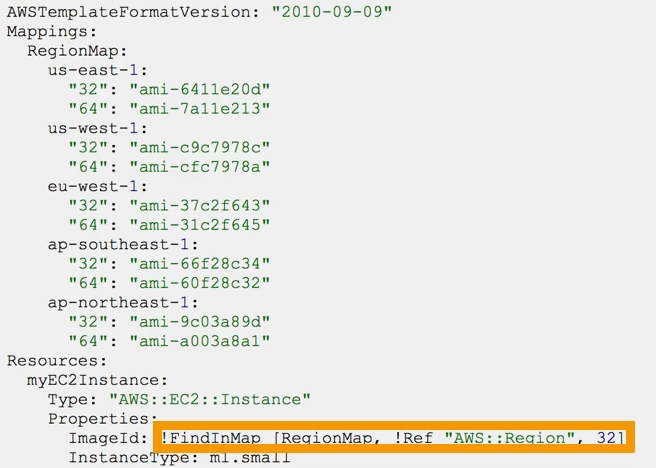 AWSTemplateFormatVersion: "2010-09-09"
Mappings:
  RegionMap:
    us-east-1:
      "32": "ami-6411e20d"
      "64": "ami-7a11e213"
    us-west-1:
      "32": "ami-c9c7978c"
      "64": "ami-cfc7978a"
    eu-west-1:
      "32": "ami-37c2f643"
      "64": "ami-31c2f645"
    ap-southeast-1:
      "32": "ami-66f28c34"
      "64": "ami-60f28c32"
    ap-northeast-1:
      "32": "ami-9c03a89d"
      "64": "ami-a003a8a1"
Resources:
  myEC2Instance:
    Type: "AWS::EC2::Instance"
    Properties:
      ImageId: !FindInMap [RegionMap, !Ref "AWS::Region", 32]
      InstanceType: m1.small